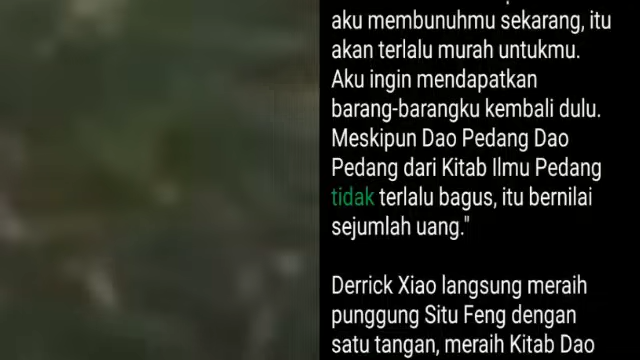 aku membunuhmu sekarang, itu
akan terlalu murah untukmu.
Aku ingin mendapatkan
barang-barangku kembali dulu.
Meskipun Dao Pedang Dao
Pedang dari Kitab Ilmu Pedang
tidak terlalu bagus, itu bernilai
sejumlah uang."
Derrick Xiao langsung meraih
punggung Situ Feng dengan
satu tangan, meraih Kitab Dao